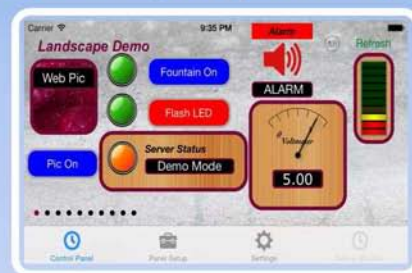 Carrier 9:35 PM
Landscape Demo
Alarm
Refresh
Web Pic
Fountain On
Flash LED
ALARM
Pic On
Server Status
Demo Mode
0
Voltmeter
5.00
Control Panel
Panel Setup
Settings